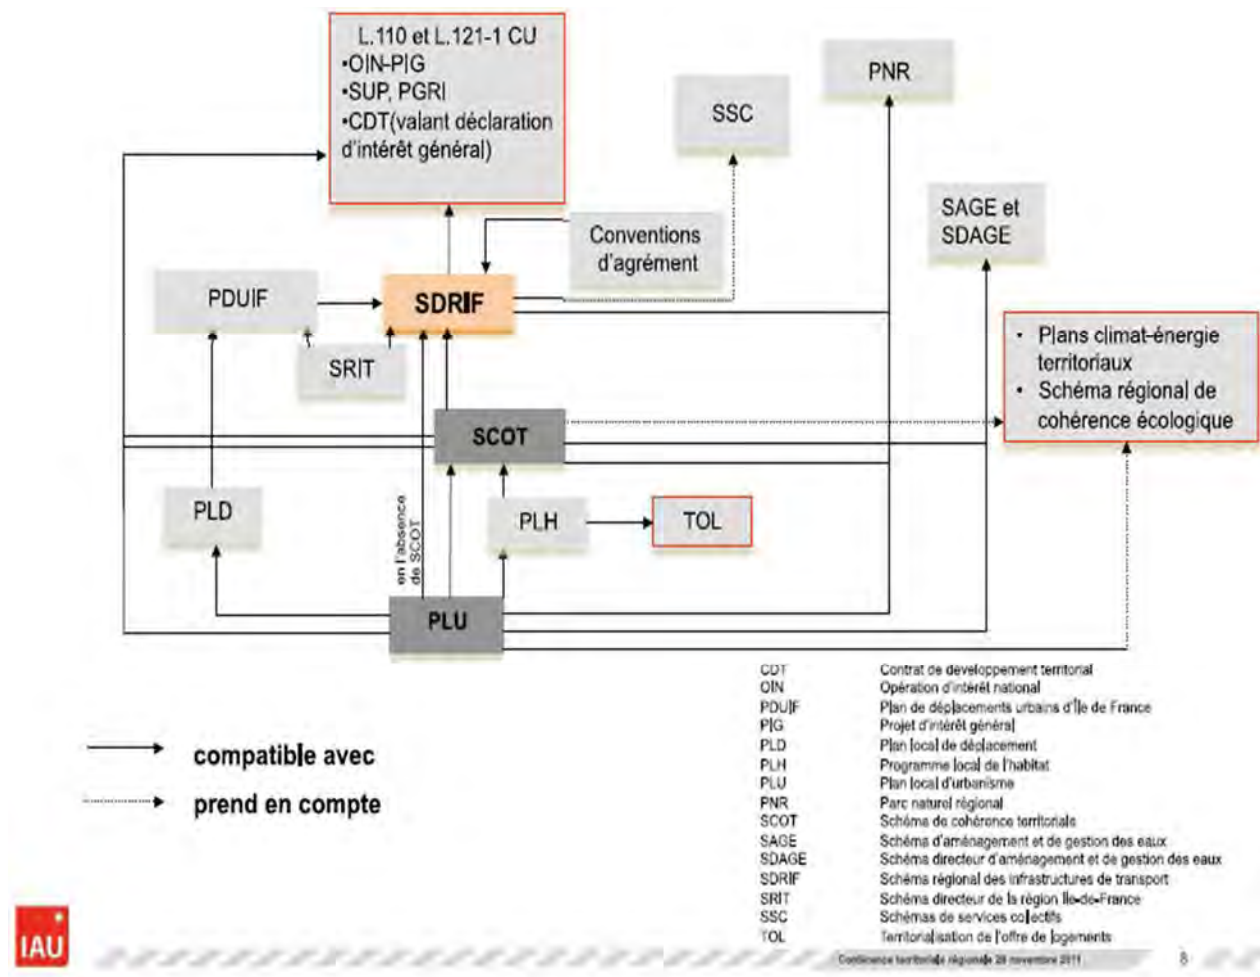 L.110 et L.121-1 CU
•OIN-PIG
•SUP, PGRI
•CDT(valant déclaration
d'intérêt général)
PNR
SSC
SAGE et
SDAGE
Conventions
d'agrément
PDUIF
SDRIF
SRIT
• Plans climat-énergie
territoriaux
• Schéma régional de
cohérence écologique
SCOT
PLD
en l'absence
de SCOT
PLH
TOL
PLU
compatible avec
prend en compte
CDT Contrat de développement territorial
OIN Opération d'intérêt national
PDUIF Plan de déplacements urbains d'Île de France
PIG Projet d'intérêt général
PLD Plan local de déplacement
PLH Programme local de l'habitat
PLU Plan local d'urbanisme
PNR Parc naturel régional
SCOT Schéma de cohérence territoriale
SAGE Schéma d'aménagement et de gestion des eaux
SDAGE Schéma directeur d'aménagement et de gestion des eaux
SDRIF Schéma régional des infrastructures de transport
SRIT Schéma directeur de la région Île-de-France
SSC Schémas de services collectifs
TOL Territorialisation de l'offre de logements
IAU
Conférence territoriale régionale 28 novembre 2011
8